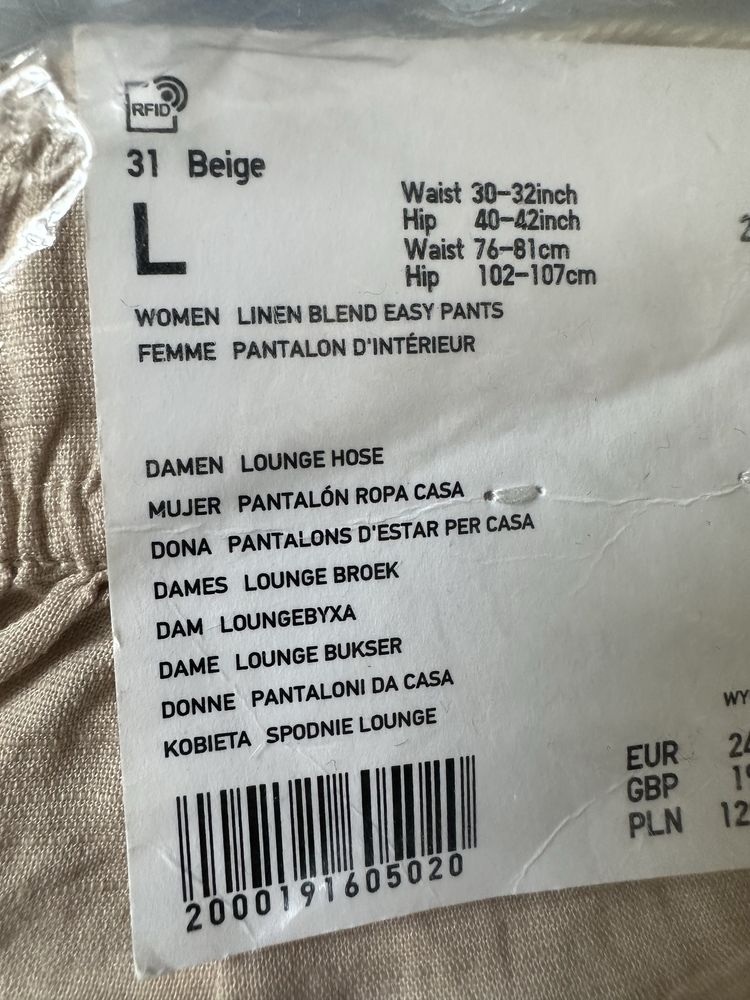 RFID
31 Beige
L
Waist 30-32inch
Hip 40-42inch
Waist 76-81cm
Hip 102-107cm
WOMEN LINEN BLEND EASY PANTS
FEMME PANTALON D'INTÉRIEUR
DAMEN LOUNGE HOSE
MUJER PANTALÓN ROPA CASA
DONA PANTALONS D'ESTAR PER CASA
DAMES LOUNGE BROEK
DAM LOUNGEBYXA
DAME LOUNGE BUKSER
DONNE PANTALONI DA CASA
KOBIETA SPODNIE LOUNGE
EUR
GBP
PLN
2000191605020